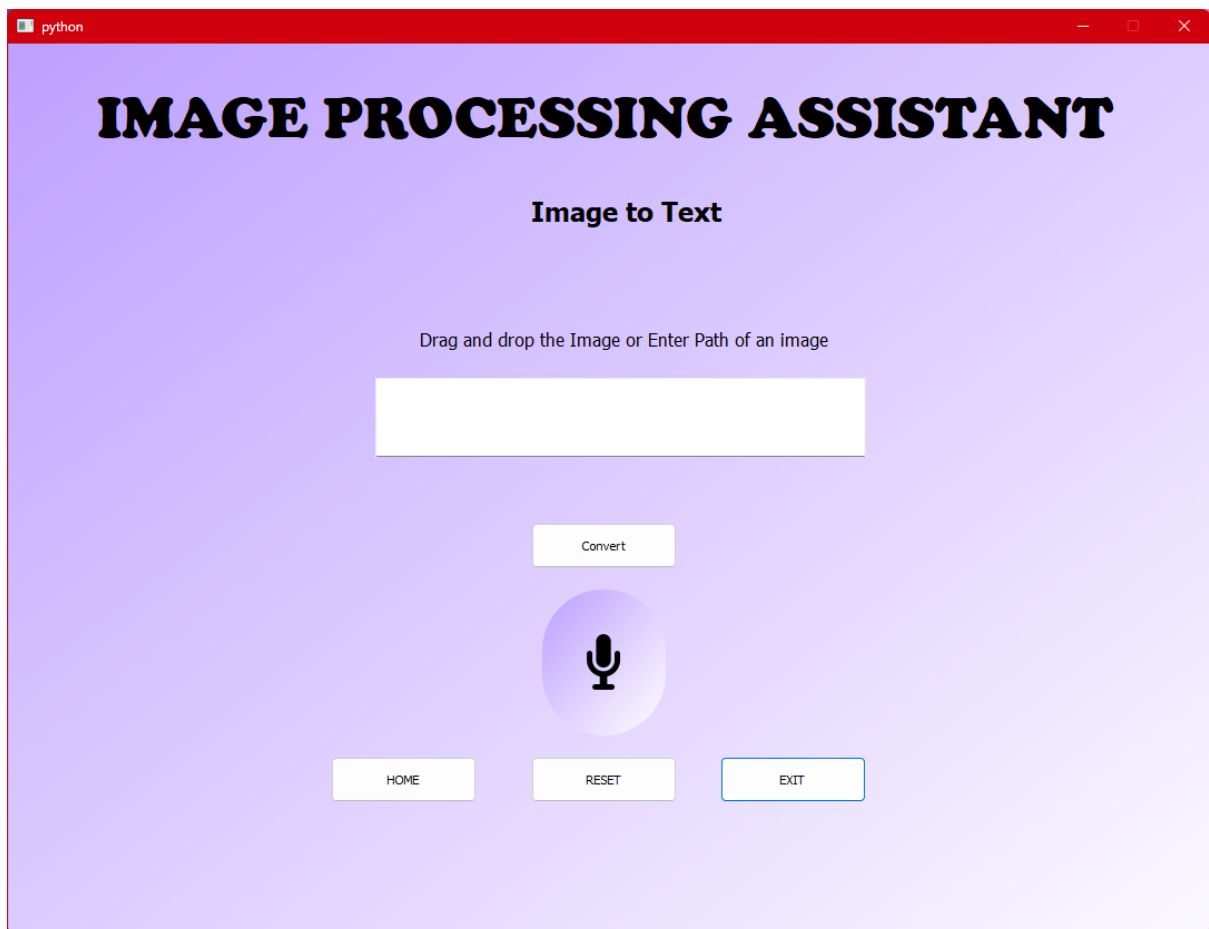 python
IMAGE PROCESSING ASSISTANT
Image to Text
Drag and drop the Image or Enter Path of an image
Convert
HOME
RESET
EXIT